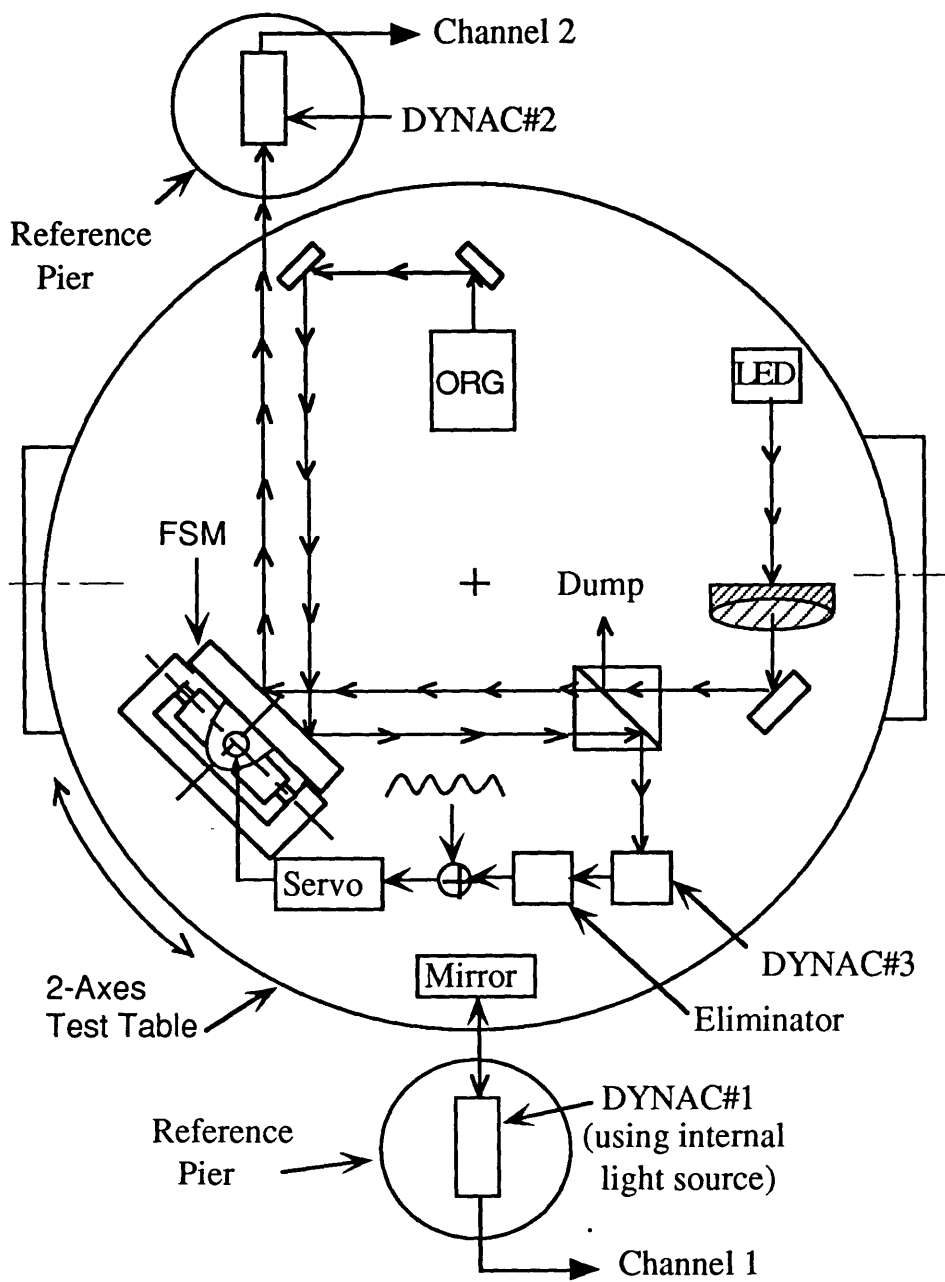 Channel 2
DYNAC#2
Reference
Pier
ORG
LED
FSM
Dump
Servo
DYNAC#3
Mirror
Eliminator
2-Axes
Test Table
DYNAC#1
(using internal
light source)
Reference
Pier
Channel 1